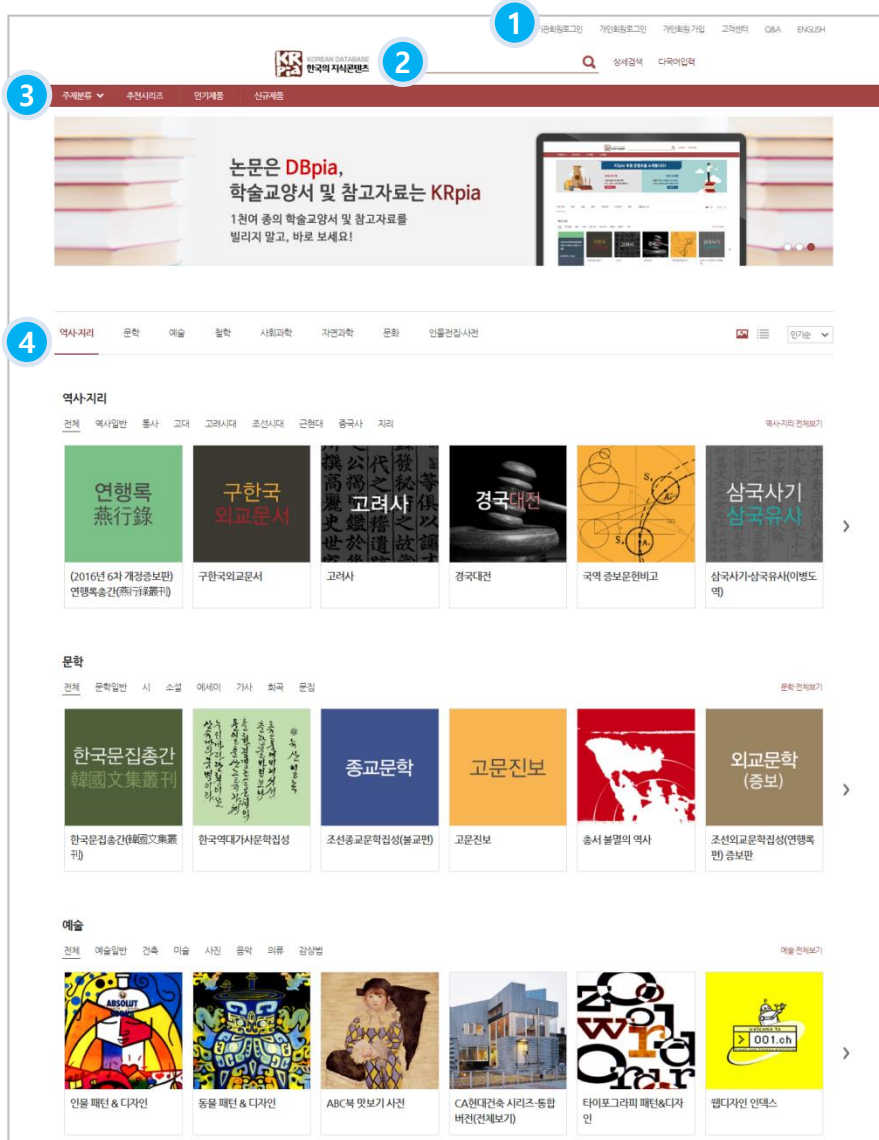 1
기관회원로그인 개인회원로그인 개인회원 가입 고객센터 Q&A ENGLISH
KR pia KOREAN DATABASE 한국의 지식콘텐츠
2
상세검색 다국어입력
3
주제분류 추천시리즈 인기제품 신규제품
논문은 DBpia,
학술교양서 및 참고자료는 KRpia
1천여 종의 학술교양서 및 참고자료를
빌리지 말고, 바로 보세요!
4
역사·지리 문학 예술 철학 사회과학 자연과학 문화 인물전집·사전 인기순
역사·지리
전체 역사일반 통사 고대 고려시대 조선시대 근현대 중국사 지리 역사·지리 전체보기
연행록
燕行錄
구한국
외교문서
고려사
경국대전
삼국사기
삼국유사
(2016년 6차 개정증보판)
연행록총간(燕行錄叢刊)
구한국외교문서
고려사
경국대전
국역 증보문헌비고
삼국사기·삼국유사(이병도
역)
문학
전체 문학일반 시 소설 에세이 가사 희곡 문집 문학 전체보기
한국문집총간
韓國文集叢刊
종교문학
고문진보
외교문학
(증보)
한국문집총간(韓國文集叢
刊)
한국역대가사문학집성
조선종교문학집성(불교편)
고문진보
총서 불멸의 역사
조선외교문학집성(연행록
편) 증보판
예술
전체 예술일반 건축 미술 사진 음악 의류 감상법 예술 전체보기
ABSOLUT
welcome to
001.ch
인물 패턴 & 디자인
동물 패턴 & 디자인
ABC북 맛보기 사전
CA현대건축 시리즈-통합
버전(전체보기)
타이포그라피 패턴&디자
인
웹디자인 인덱스